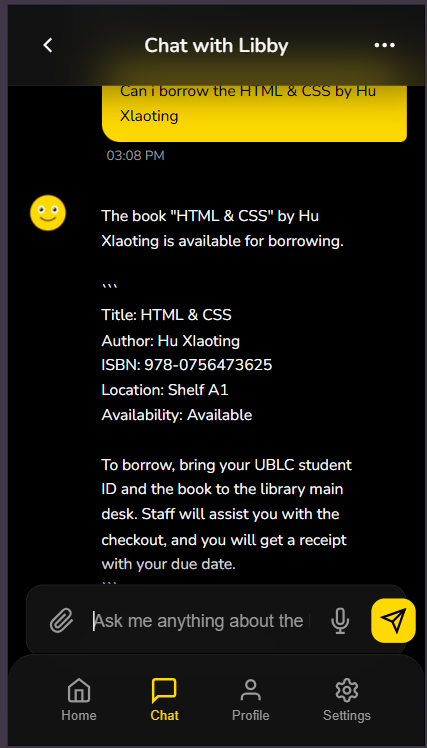 Chat with Libby
Can i borrow the HTML & CSS by Hu
Xlaoting
03:08 PM
The book "HTML & CSS" by Hu
XIaoting is available for borrowing.
```
Title: HTML & CSS
Author: Hu XIaoting
ISBN: 978-0756473625
Location: Shelf A1
Availability: Available
To borrow, bring your UBLC student
ID and the book to the library main
desk. Staff will assist you with the
checkout, and you will get a receipt
with your due date.
```
Ask me anything about the
Home
Chat
Profile
Settings